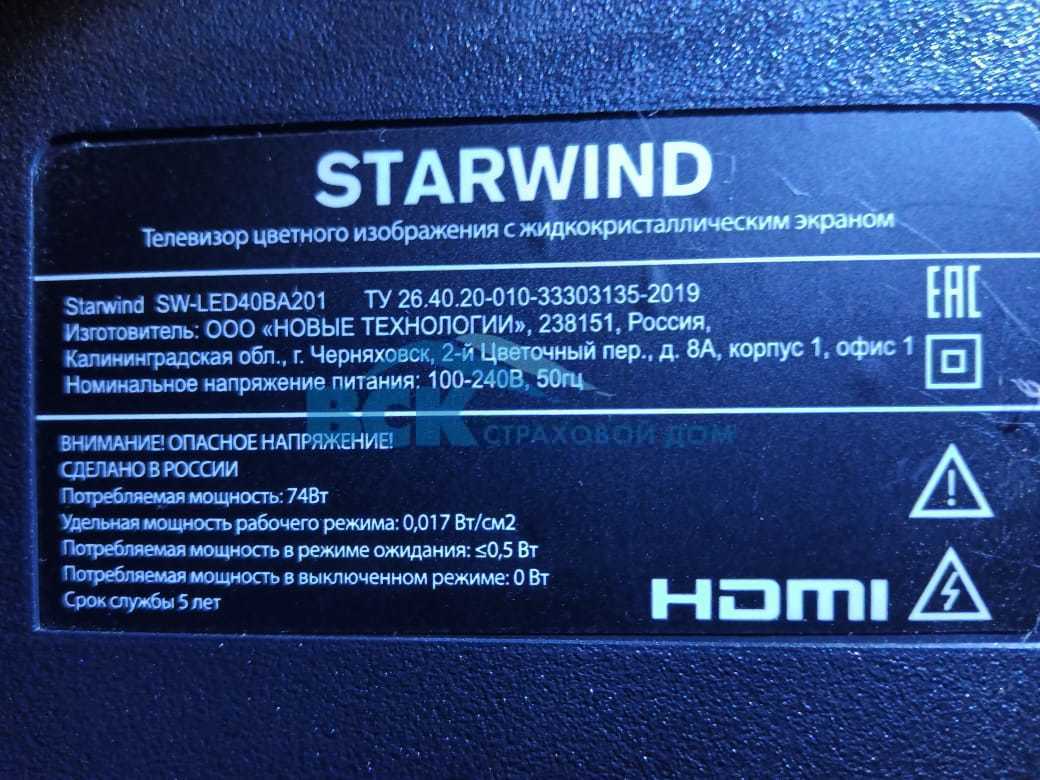 STARWIND
Телевизор цветного изображения с жидкокристаллическим экраном
Starwind SW-LED40BA201 ТУ 26.40.20-010-33303135-2019
Изготовитель: ООО «НОВЫЕ ТЕХНОЛОГИИ», 238151, Россия,
Калининградская обл., г. Черняховск, 2-й Цветочный пер., д. 8А, корпус 1, офис 1
Номинальное напряжение питания: 100-240В, 50гц
EAC
ВСК СТРАХОВОЙ ДОМ
ВНИМАНИЕ! ОПАСНОЕ НАПРЯЖЕНИЕ!
СДЕЛАНО В РОССИИ
Потребляемая мощность: 74Вт
Удельная мощность рабочего режима: 0,017 Вт/см2
Потребляемая мощность в режиме ожидания: ≤0,5 Вт
Потребляемая мощность в выключенном режиме: 0 Вт
Срок службы 5 лет
HDMI